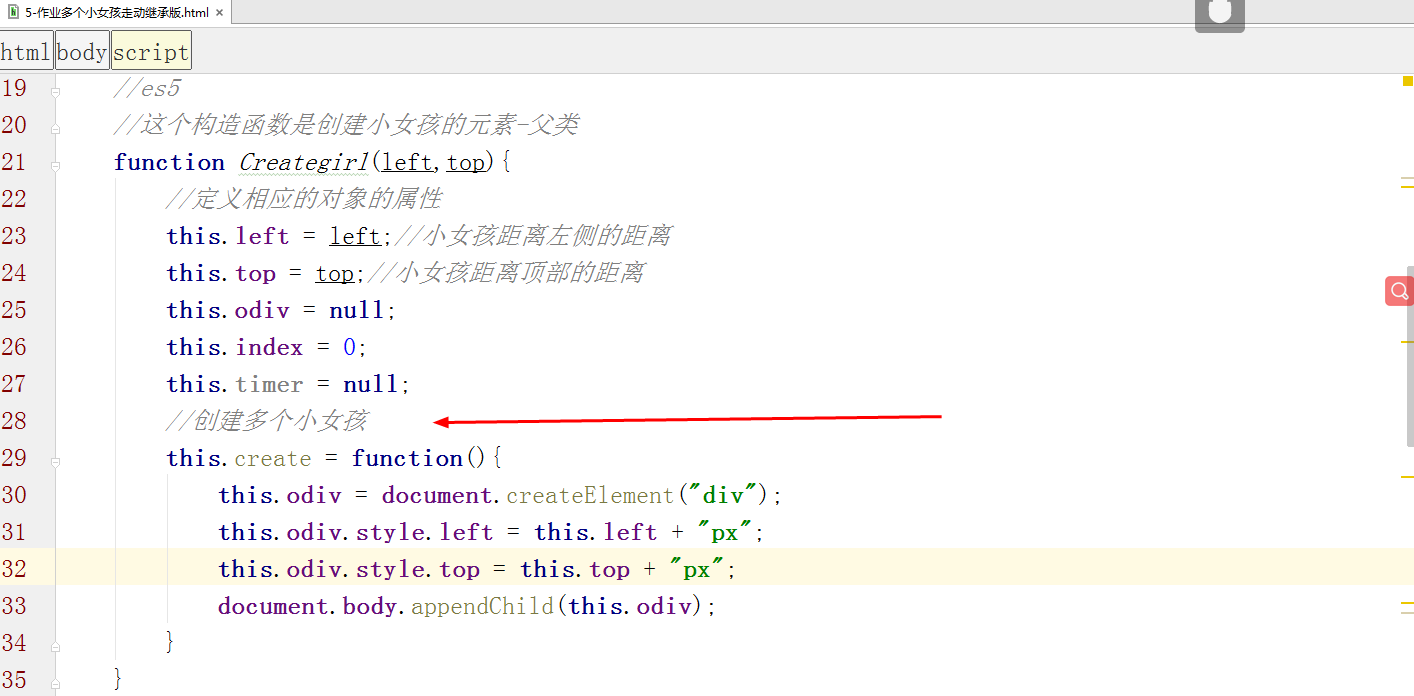 5-作业多个小女孩走动继承版.html ×
html body script
19 //es5
20 //这个构造函数是创建小女孩的元素-父类
21 function Creategirl(left,top){
22 //定义相应的对象的属性
23 this.left = left;//小女孩距离左侧的距离
24 this.top = top;//小女孩距离顶部的距离
25 this.odiv = null;
26 this.index = 0;
27 this.timer = null;
28 //创建多个小女孩
29 this.create = function(){
30 this.odiv = document.createElement("div");
31 this.odiv.style.left = this.left + "px";
32 this.odiv.style.top = this.top + "px";
33 document.body.appendChild(this.odiv);
34 }
35 }